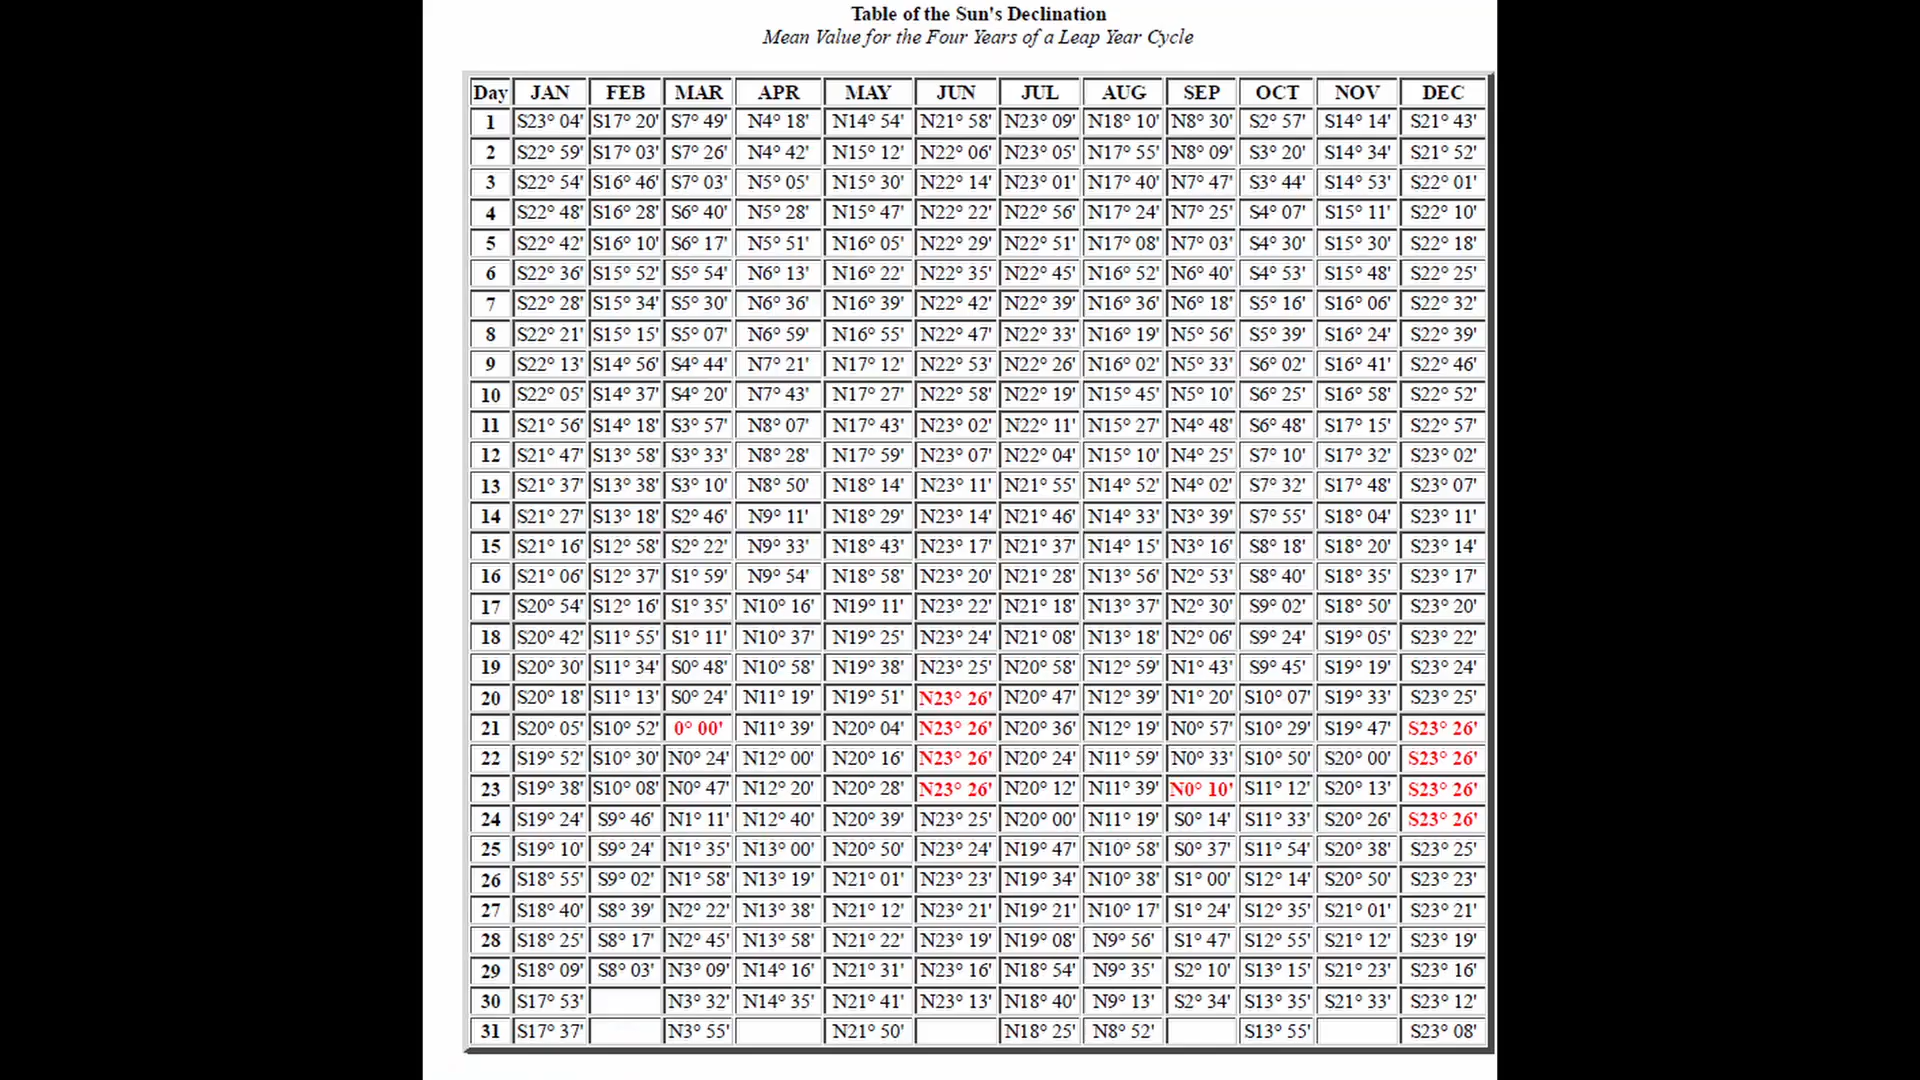 Table of the Sun's Declination
Mean Value for the Four Years of a Leap Year Cycle
Day JAN FEB MAR APR MAY JUN JUL AUG SEP OCT NOV DEC
1 S23° 04' S17° 20' S7° 49' N4° 18' N14° 54' N21° 58' N23° 09' N18° 10' N8° 30' S2° 57' S14° 14' S21° 43'
2 S22° 59' S17° 03' S7° 26' N4° 42' N15° 12' N22° 06' N23° 05' N17° 55' N8° 09' S3° 20' S14° 34' S21° 52'
3 S22° 54' S16° 46' S7° 03' N5° 05' N15° 30' N22° 14' N23° 01' N17° 40' N7° 47' S3° 44' S14° 53' S22° 01'
4 S22° 48' S16° 28' S6° 40' N5° 28' N15° 47' N22° 22' N22° 56' N17° 24' N7° 25' S4° 07' S15° 11' S22° 10'
5 S22° 42' S16° 10' S6° 17' N5° 51' N16° 05' N22° 29' N22° 51' N17° 08' N7° 03' S4° 30' S15° 30' S22° 18'
6 S22° 36' S15° 52' S5° 54' N6° 13' N16° 22' N22° 35' N22° 45' N16° 52' N6° 40' S4° 53' S15° 48' S22° 25'
7 S22° 28' S15° 34' S5° 30' N6° 36' N16° 39' N22° 42' N22° 39' N16° 36' N6° 18' S5° 16' S16° 06' S22° 32'
8 S22° 21' S15° 15' S5° 07' N6° 59' N16° 55' N22° 47' N22° 33' N16° 19' N5° 56' S5° 39' S16° 24' S22° 39'
9 S22° 13' S14° 56' S4° 44' N7° 21' N17° 12' N22° 53' N22° 26' N16° 02' N5° 33' S6° 02' S16° 41' S22° 46'
10 S22° 05' S14° 37' S4° 20' N7° 43' N17° 27' N22° 58' N22° 19' N15° 45' N5° 10' S6° 25' S16° 58' S22° 52'
11 S21° 56' S14° 18' S3° 57' N8° 07' N17° 43' N23° 02' N22° 11' N15° 27' N4° 48' S6° 48' S17° 15' S22° 57'
12 S21° 47' S13° 58' S3° 33' N8° 28' N17° 59' N23° 07' N22° 04' N15° 10' N4° 25' S7° 10' S17° 32' S23° 02'
13 S21° 37' S13° 38' S3° 10' N8° 50' N18° 14' N23° 11' N21° 55' N14° 52' N4° 02' S7° 32' S17° 48' S23° 07'
14 S21° 27' S13° 18' S2° 46' N9° 11' N18° 29' N23° 14' N21° 46' N14° 33' N3° 39' S7° 55' S18° 04' S23° 11'
15 S21° 16' S12° 58' S2° 22' N9° 33' N18° 43' N23° 17' N21° 37' N14° 15' N3° 16' S8° 18' S18° 20' S23° 14'
16 S21° 06' S12° 37' S1° 59' N9° 54' N18° 58' N23° 20' N21° 28' N13° 56' N2° 53' S8° 40' S18° 35' S23° 17'
17 S20° 54' S12° 16' S1° 35' N10° 16' N19° 11' N23° 22' N21° 18' N13° 37' N2° 30' S9° 02' S18° 50' S23° 20'
18 S20° 42' S11° 55' S1° 11' N10° 37' N19° 25' N23° 24' N21° 08' N13° 18' N2° 06' S9° 24' S19° 05' S23° 22'
19 S20° 30' S11° 34' S0° 48' N10° 58' N19° 38' N23° 25' N20° 58' N12° 59' N1° 43' S9° 45' S19° 19' S23° 24'
20 S20° 18' S11° 13' S0° 24' N11° 19' N19° 51' N23° 26' N20° 47' N12° 39' N1° 20' S10° 07' S19° 33' S23° 25'
21 S20° 05' S10° 52' 0° 00' N11° 39' N20° 04' N23° 26' N20° 36' N12° 19' N0° 57' S10° 29' S19° 47' S23° 26'
22 S19° 52' S10° 30' N0° 24' N12° 00' N20° 16' N23° 26' N20° 24' N11° 59' N0° 33' S10° 50' S20° 00' S23° 26'
23 S19° 38' S10° 08' N0° 47' N12° 20' N20° 28' N23° 26' N20° 12' N11° 39' N0° 10' S11° 12' S20° 13' S23° 26'
24 S19° 24' S9° 46' N1° 11' N12° 40' N20° 39' N23° 25' N20° 00' N11° 19' S0° 14' S11° 33' S20° 26' S23° 26'
25 S19° 10' S9° 24' N1° 35' N13° 00' N20° 50' N23° 24' N19° 47' N10° 58' S0° 37' S11° 54' S20° 38' S23° 25'
26 S18° 55' S9° 02' N1° 58' N13° 19' N21° 01' N23° 23' N19° 34' N10° 38' S1° 00' S12° 14' S20° 50' S23° 23'
27 S18° 40' S8° 39' N2° 22' N13° 38' N21° 12' N23° 21' N19° 21' N10° 17' S1° 24' S12° 35' S21° 01' S23° 21'
28 S18° 25' S8° 17' N2° 45' N13° 58' N21° 22' N23° 19' N19° 08' N9° 56' S1° 47' S12° 55' S21° 12' S23° 19'
29 S18° 09' S8° 03' N3° 09' N14° 16' N21° 31' N23° 16' N18° 54' N9° 35' S2° 10' S13° 15' S21° 23' S23° 16'
30 S17° 53' N3° 32' N14° 35' N21° 41' N23° 13' N18° 40' N9° 13' S2° 34' S13° 35' S21° 33' S23° 12'
31 S17° 37' N3° 55' N21° 50' N18° 25' N8° 52' S13° 55' S23° 08'